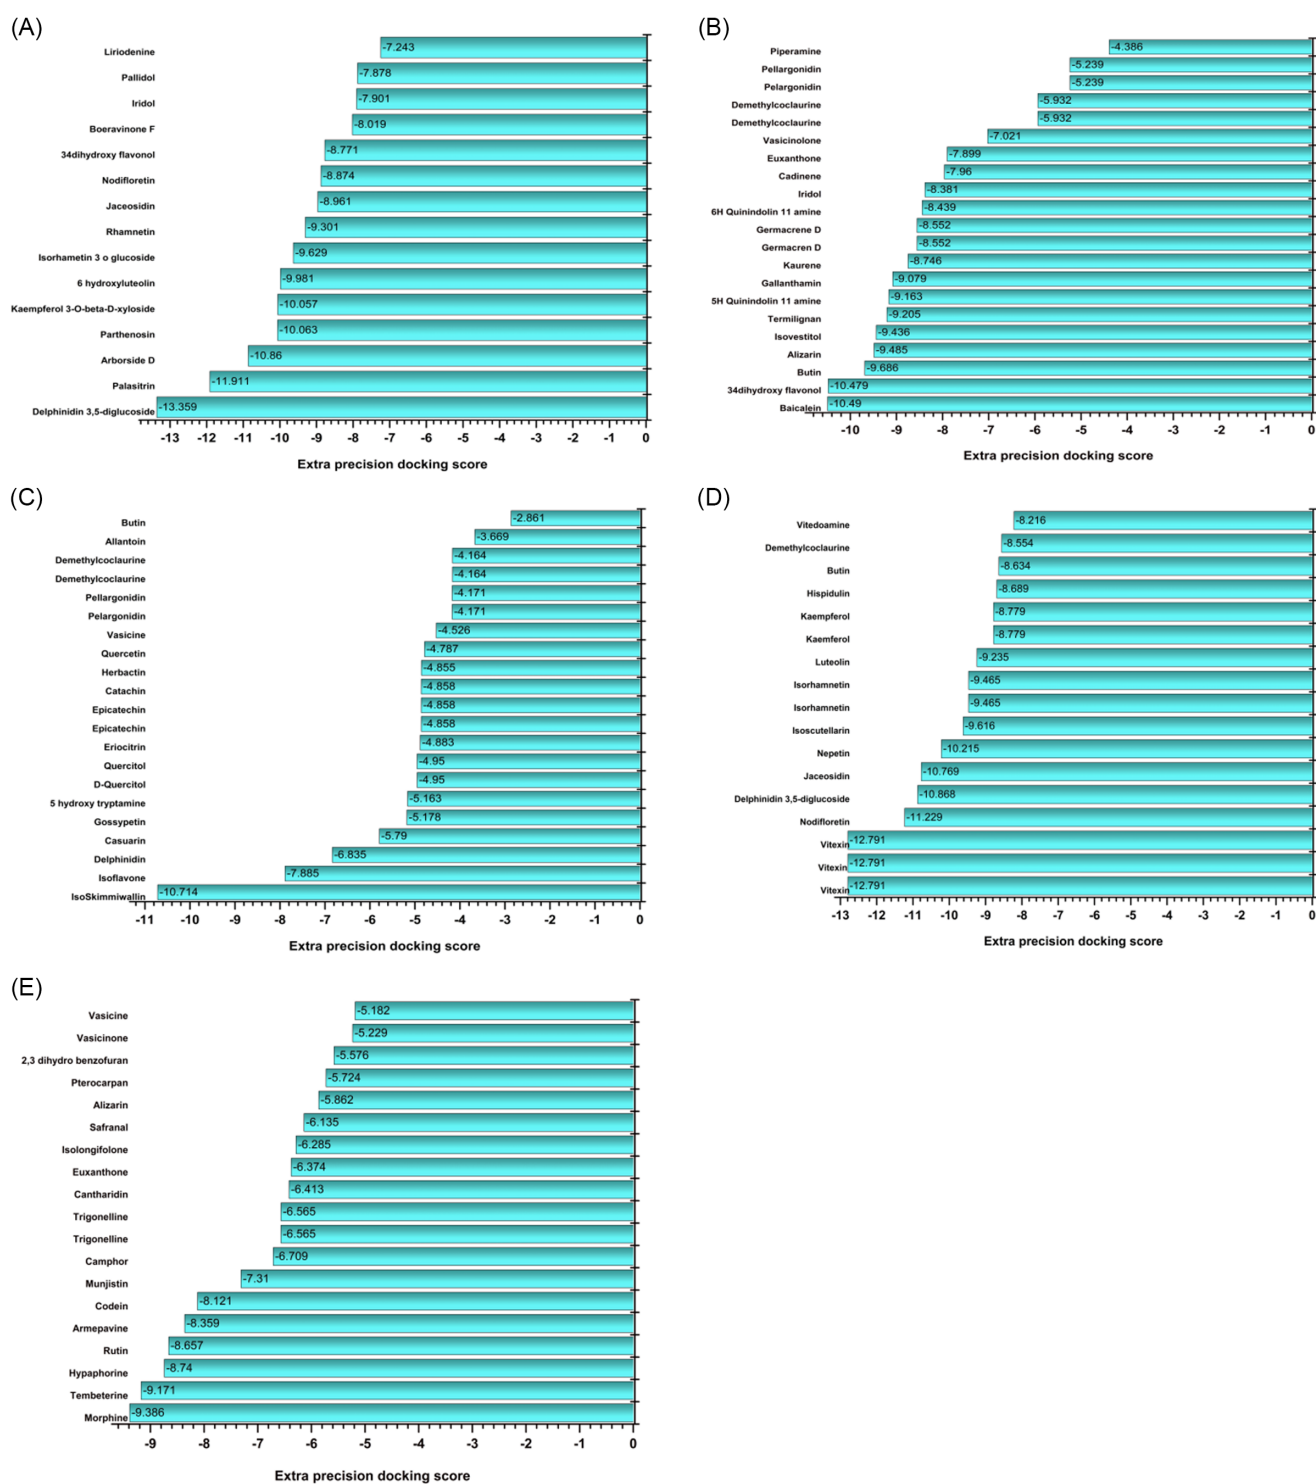 (A)
Liriodenine -7.243
Pallidol -7.878
Iridol -7.901
Boeravinone F -8.019
34dihydroxy flavonol -8.771
Nodifloretin -8.874
Jaceosidin -8.961
Rhamnetin -9.301
Isorhametin 3 o glucoside -9.629
6 hydroxyluteolin -9.981
Kaempferol 3-O-beta-D-xyloside -10.057
Parthenosin -10.063
Arborside D -10.86
Palasitrin -11.911
Delphinidin 3,5-diglucoside -13.359
-13 -12 -11 -10 -9 -8 -7 -6 -5 -4 -3 -2 -1 0
Extra precision docking score
(B)
Piperamine -4.386
Pellargonidin -5.239
Pelargonidin -5.239
Demethylcoclaurine -5.932
Demethylcoclaurine -5.932
Vasicinolone -7.021
Euxanthone -7.899
Cadinene -7.96
Iridol -8.381
6H Quinindolin 11 amine -8.439
Germacrene D -8.552
Germacren D -8.552
Kaurene -8.746
Gallanthamin -9.079
5H Quinindolin 11 amine -9.163
Termilignan -9.205
Isovestitol -9.436
Alizarin -9.485
Butin -9.686
34dihydroxy flavonol -10.479
Baicalein -10.49
-10 -9 -8 -7 -6 -5 -4 -3 -2 -1 0
Extra precision docking score
(C)
Butin -2.861
Allantoin -3.669
Demethylcoclaurine -4.164
Demethylcoclaurine -4.164
Pellargonidin -4.171
Pelargonidin -4.171
Vasicine -4.526
Quercetin -4.787
Herbactin -4.855
Catachin -4.858
Epicatechin -4.858
Epicatechin -4.858
Eriocitrin -4.883
Quercitol -4.95
D-Quercitol -4.95
5 hydroxy tryptamine -5.163
Gossypetin -5.178
Casuarin -5.79
Delphinidin -6.835
Isoflavone -7.885
IsoSkimmiwallin -10.714
-11 -10 -9 -8 -7 -6 -5 -4 -3 -2 -1 0
Extra precision docking score
(D)
Vitedoamine -8.216
Demethylcoclaurine -8.554
Butin -8.634
Hispidulin -8.689
Kaempferol -8.779
Kaemferol -8.779
Luteolin -9.235
Isorhamnetin -9.465
Isorhamnetin -9.465
Isoscutellarin -9.616
Nepetin -10.215
Jaceosidin -10.769
Delphinidin 3,5-diglucoside -10.868
Nodifloretin -11.229
Vitexin -12.791
Vitexin -12.791
Vitexin -12.791
-13 -12 -11 -10 -9 -8 -7 -6 -5 -4 -3 -2 -1 0
Extra precision docking score
(E)
Vasicine -5.182
Vasicinone -5.229
2,3 dihydro benzofuran -5.576
Pterocarpan -5.724
Alizarin -5.862
Safranal -6.135
Isolongifolone -6.285
Euxanthone -6.374
Cantharidin -6.413
Trigonelline -6.565
Trigonelline -6.565
Camphor -6.709
Munjistin -7.31
Codein -8.121
Armepavine -8.359
Rutin -8.657
Hypaphorine -8.74
Tembeterine -9.171
Morphine -9.386
-9 -8 -7 -6 -5 -4 -3 -2 -1 0
Extra precision docking score